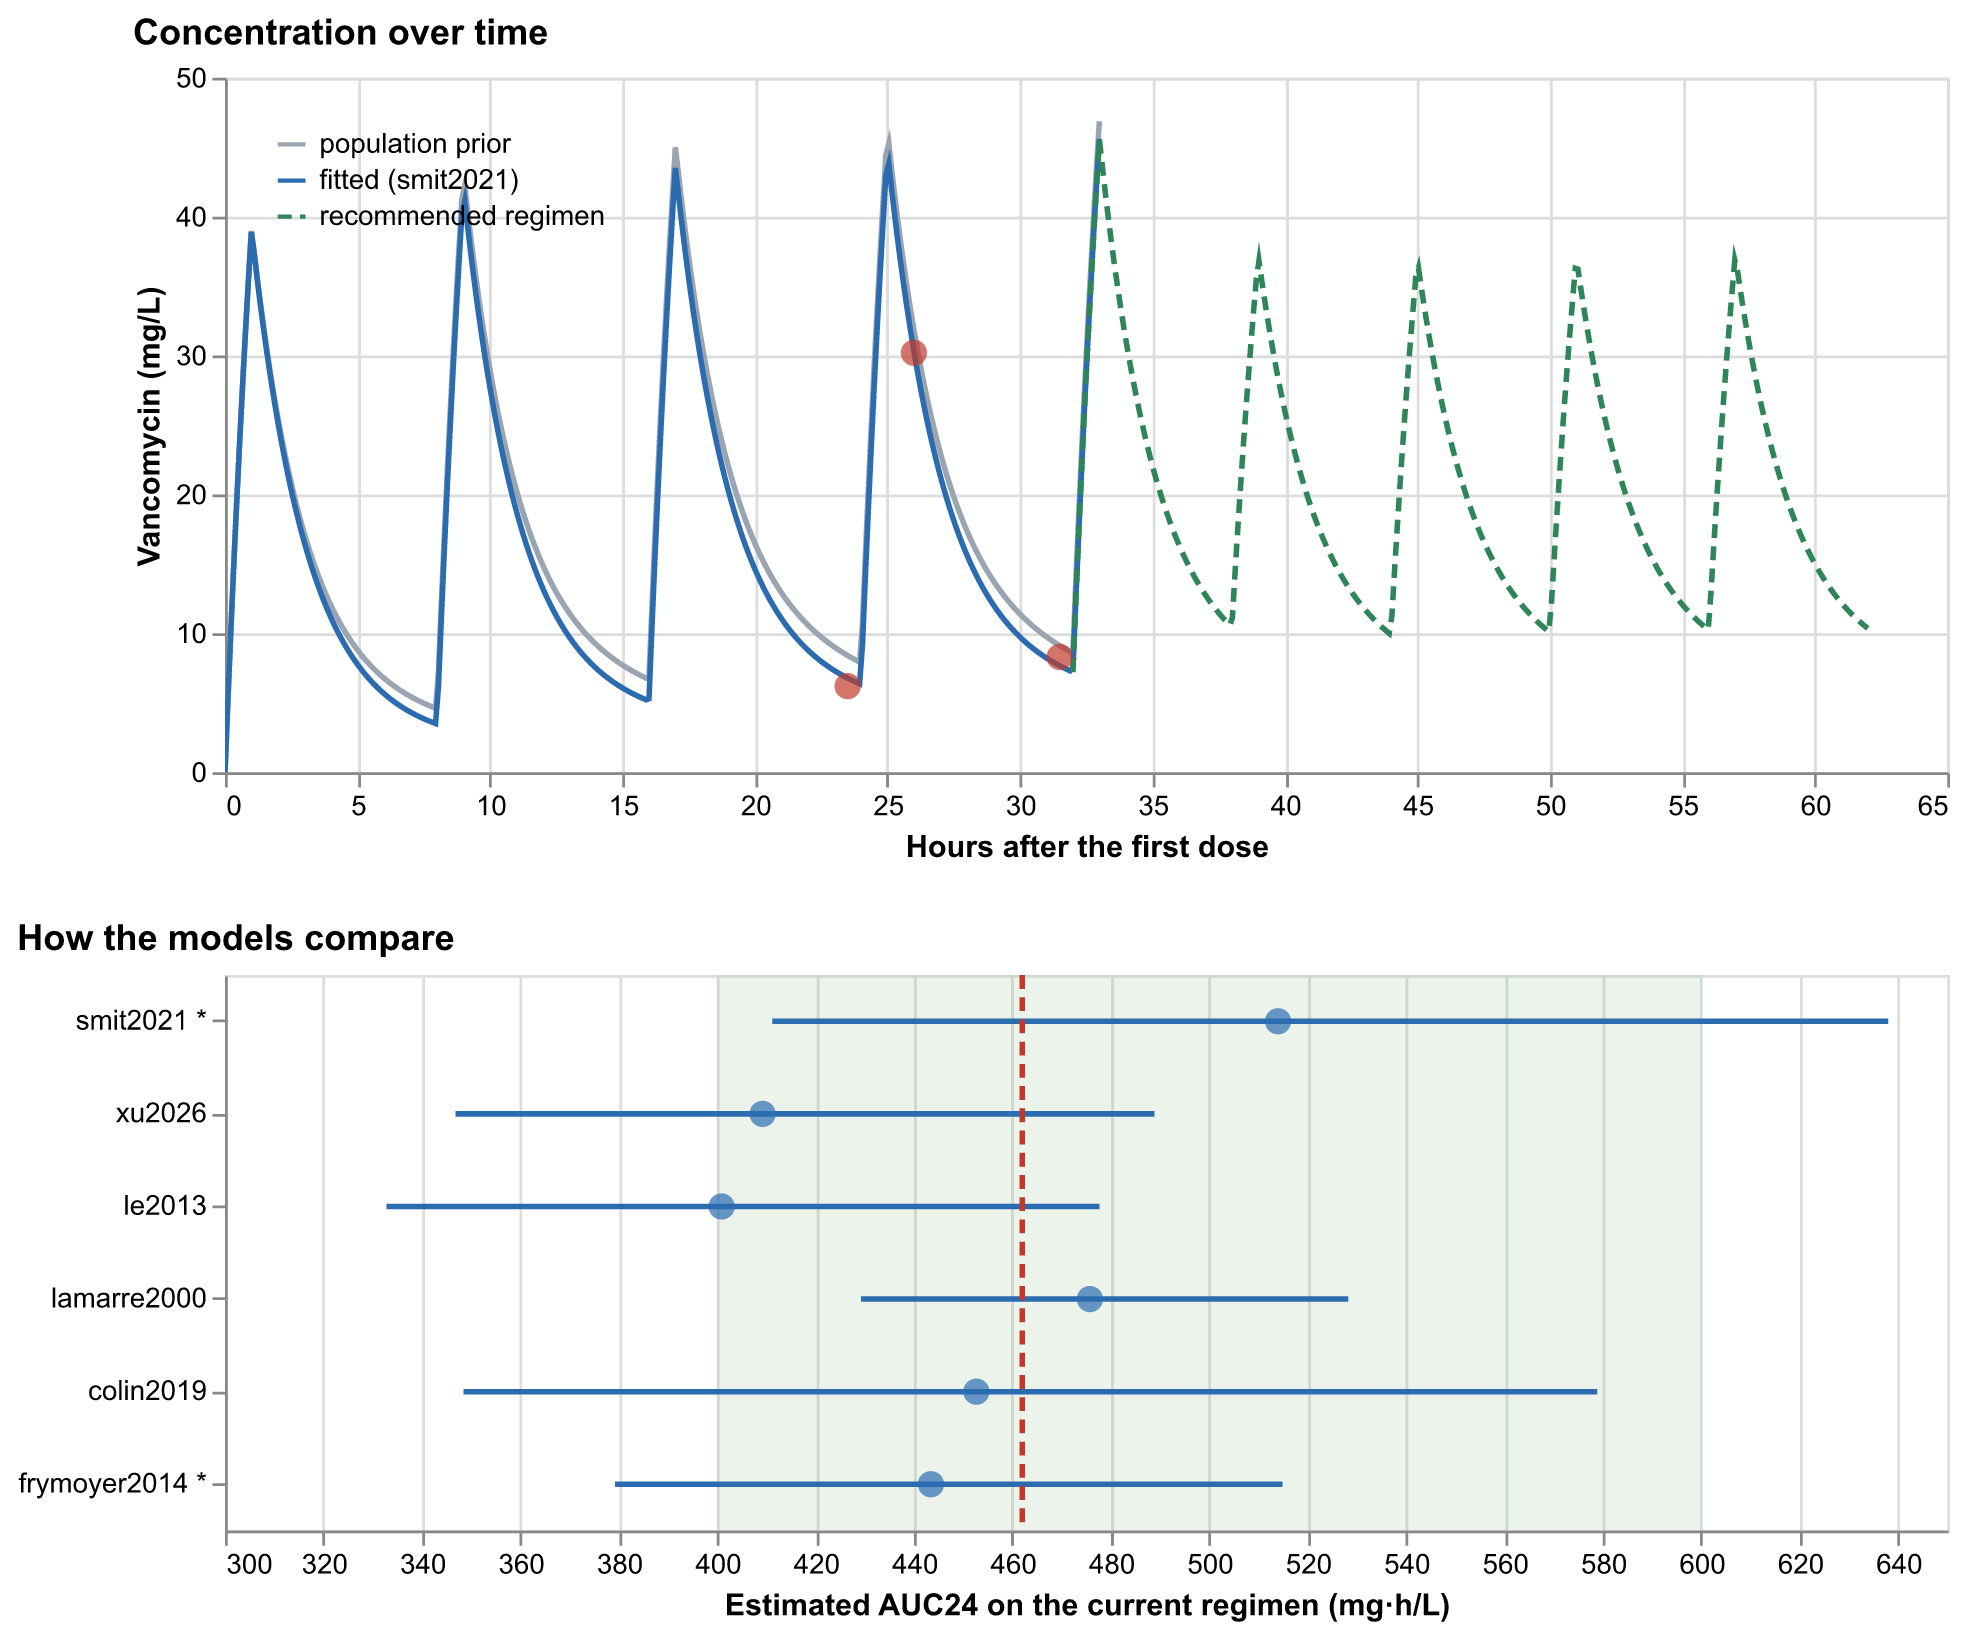 Concentration over time
50
40
30
20
10
0
Vancomycin (mg/L)
population prior
fitted (smit2021)
recommended regimen
0 5 10 15 20 25 30 35 40 45 50 55 60 65
Hours after the first dose
How the models compare
smit2021 *
xu2026
le2013
lamarre2000
colin2019
frymoyer2014 *
300 320 340 360 380 400 420 440 460 480 500 520 540 560 580 600 620 640
Estimated AUC24 on the current regimen (mg·h/L)